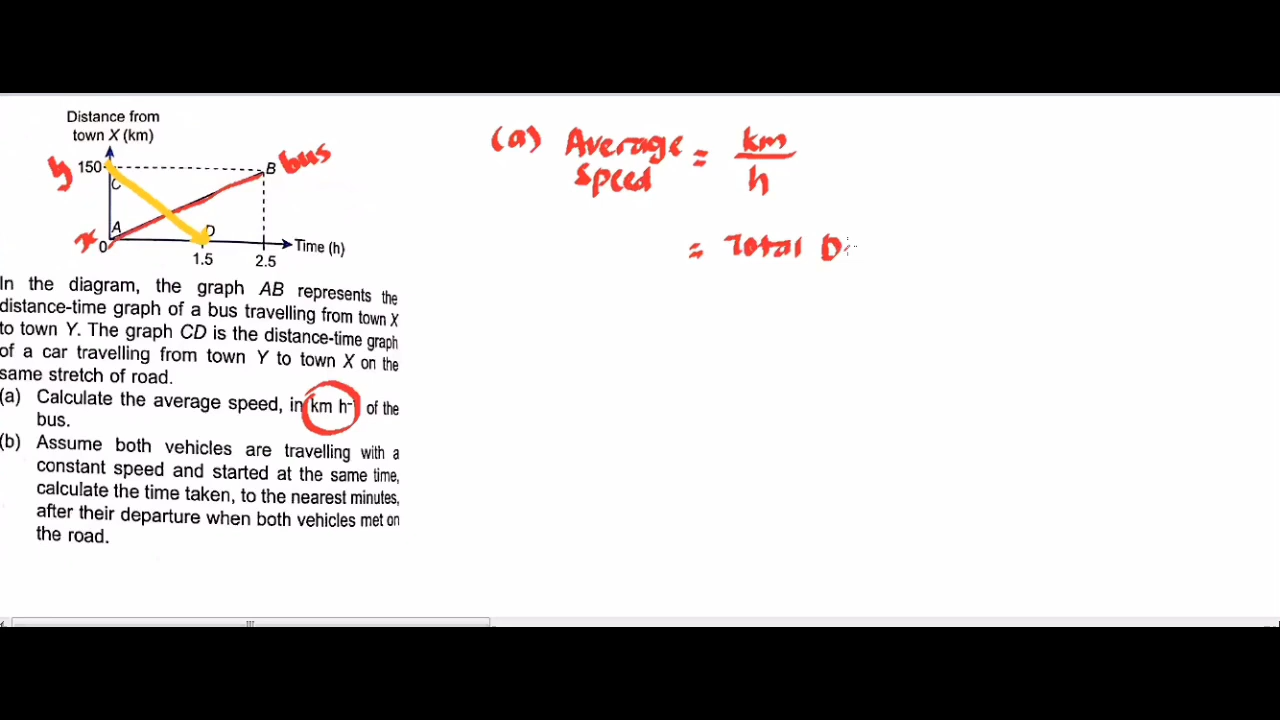 Distance from
town X (km)
y 150 B bus
C
A D
x 0 Time (h)
1.5 2.5
In the diagram, the graph AB represents the
distance-time graph of a bus travelling from town X
to town Y. The graph CD is the distance-time graph
of a car travelling from town Y to town X on the
same stretch of road.
(a) Calculate the average speed, in km h⁻¹ of the
bus.
(b) Assume both vehicles are travelling with a
constant speed and started at the same time,
calculate the time taken, to the nearest minutes,
after their departure when both vehicles met on
the road.
(a) Average Speed = km/h
= Total D